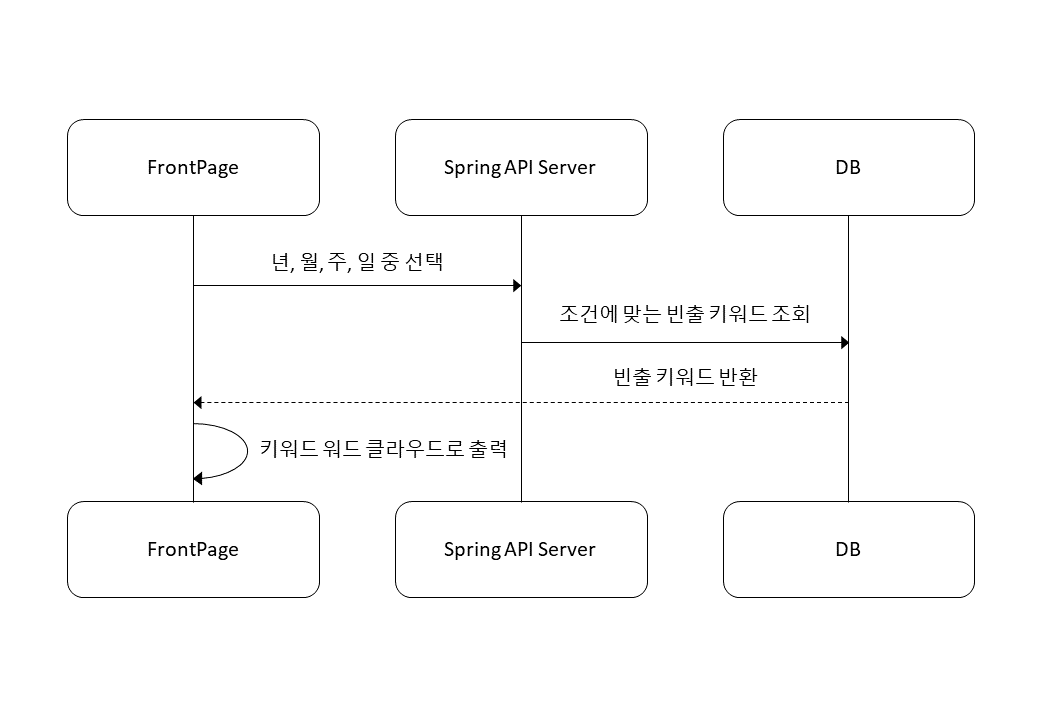 FrontPage
Spring API Server
DB
년, 월, 주, 일 중 선택
조건에 맞는 빈출 키워드 조회
빈출 키워드 반환
키워드 워드 클라우드로 출력
FrontPage
Spring API Server
DB